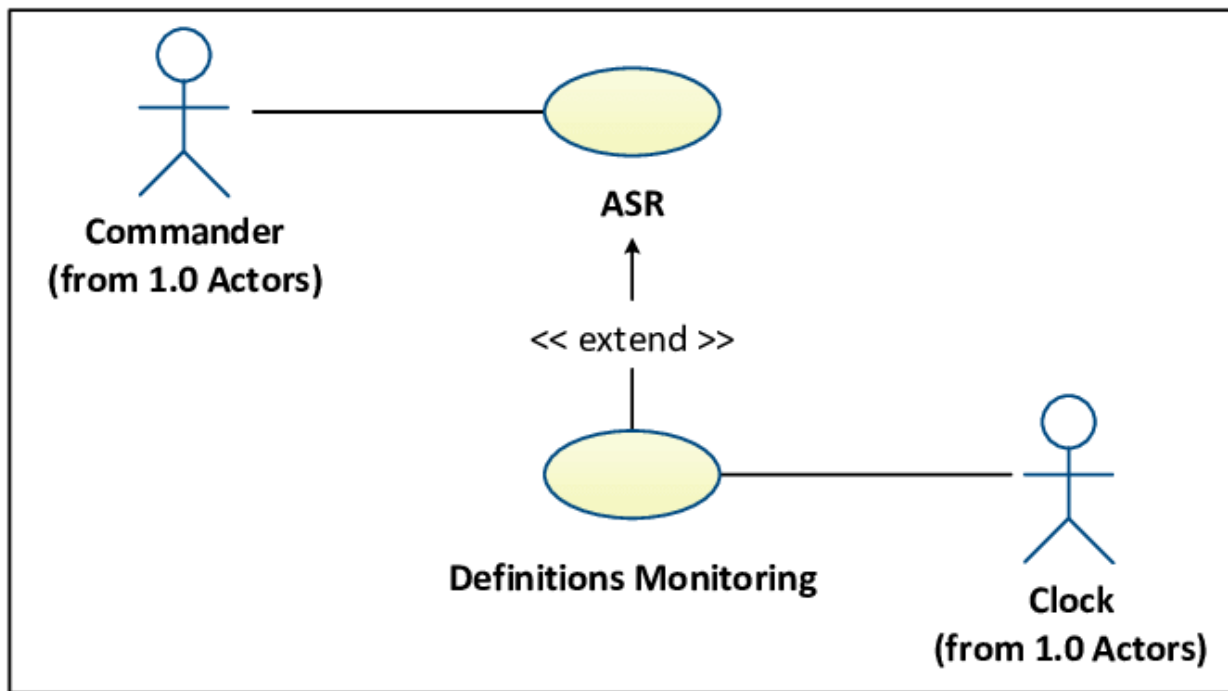 ASR
Commander
(from 1.0 Actors)
<< extend >>
Definitions Monitoring
Clock
(from 1.0 Actors)